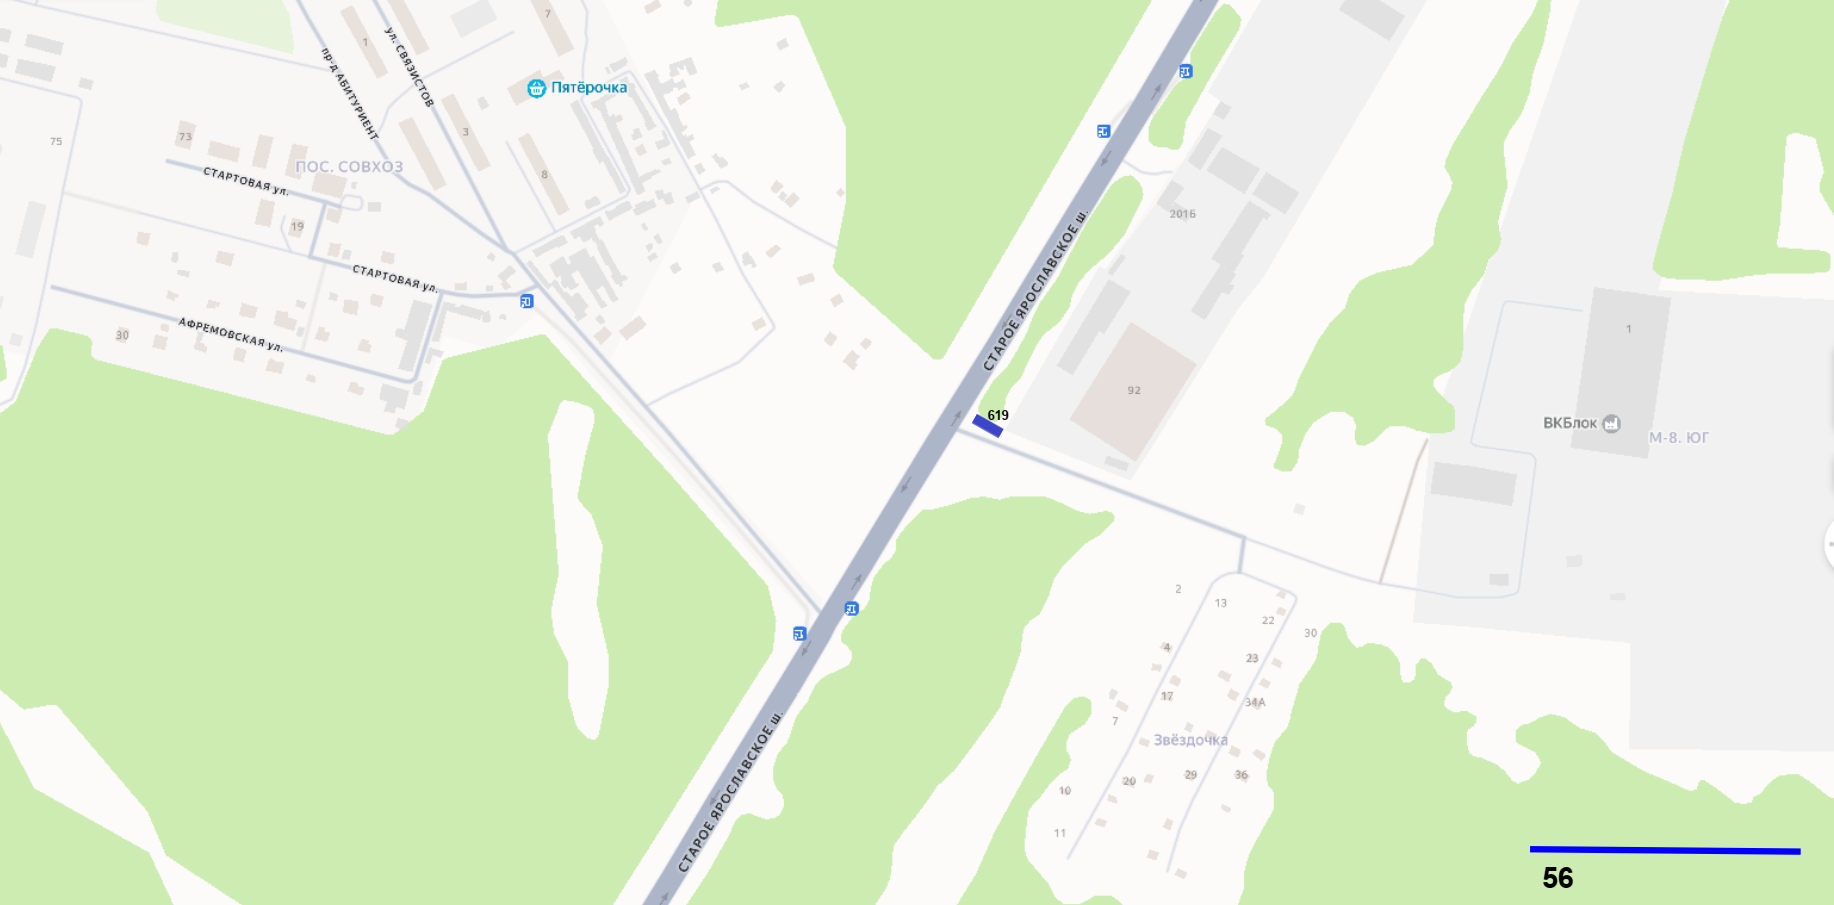 7
1
ул. СВЯЗИСТОВ
пр-д АБИТУРИЕНТ
Пятёрочка
75
73
3
ПОС. СОВХОЗ
8
СТАРТОВАЯ ул.
19
201Б
СТАРТОВАЯ ул.
СТАРОЕ ЯРОСЛАВСКОЕ ш.
30
АФРЕМОВСКАЯ ул.
1
92
619
ВКБлок
М-8. ЮГ
2
13
22
30
4
23
17
34А
7
Звёздочка
СТАРОЕ ЯРОСЛАВСКОЕ ш.
29
36
20
10
11
56